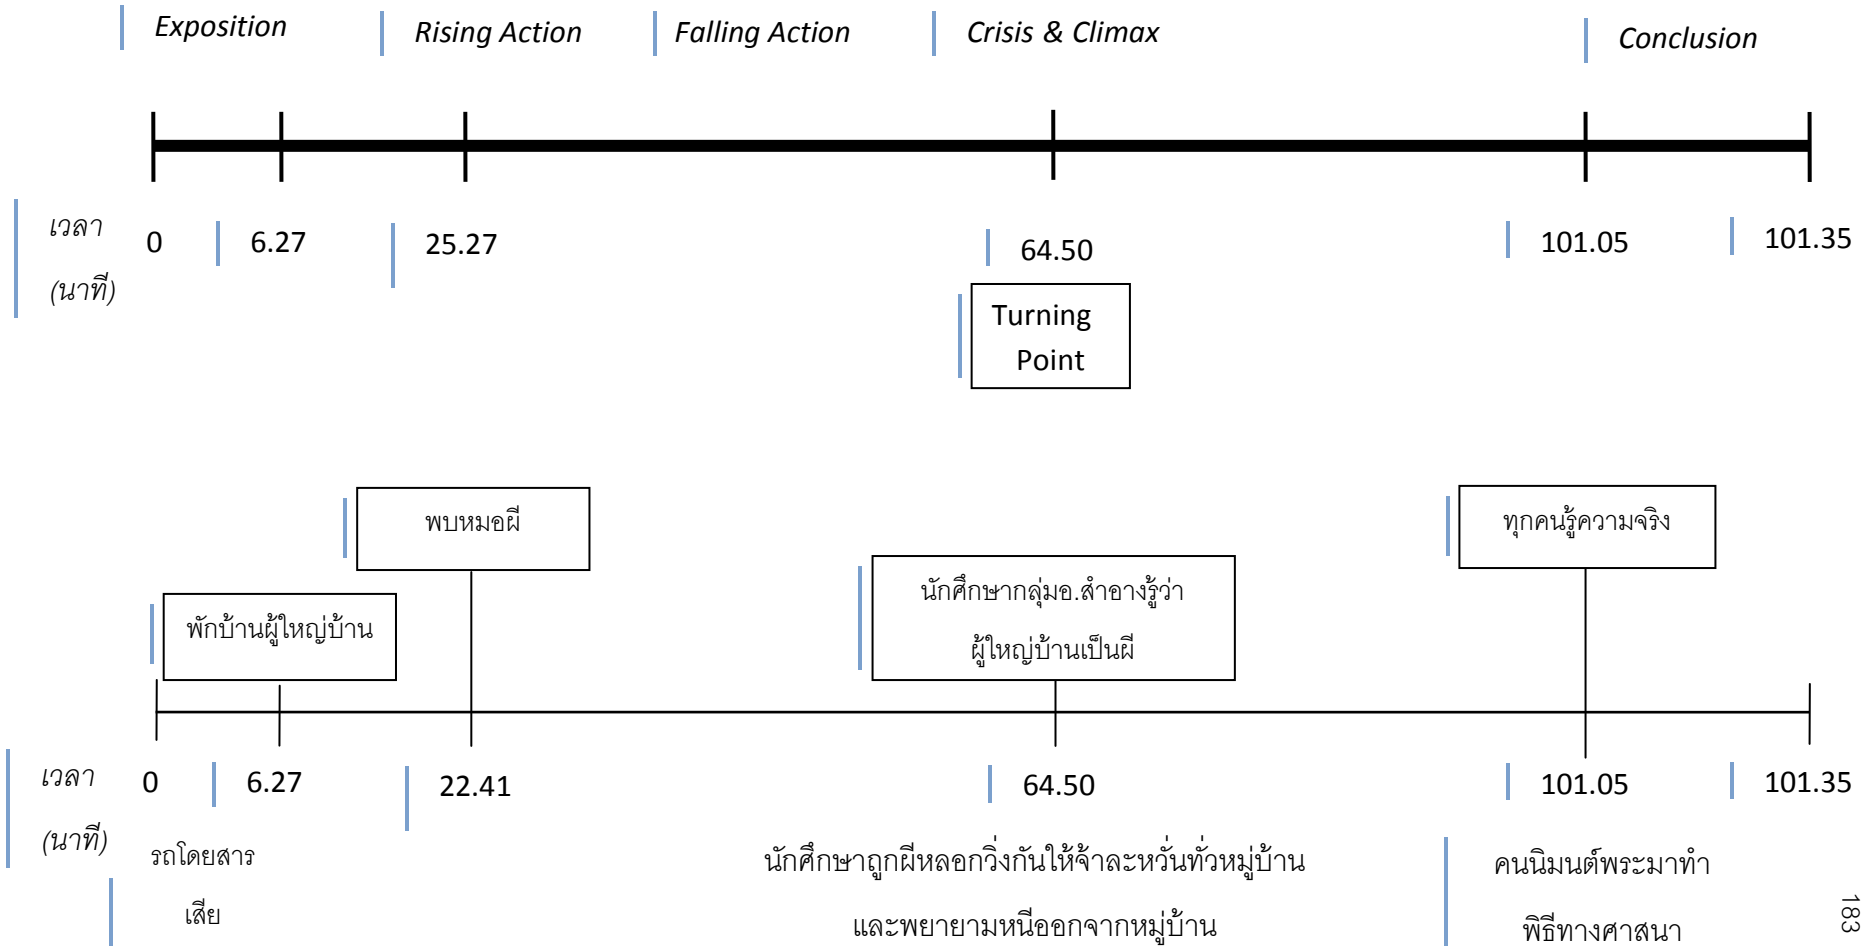 Exposition
Rising Action
Falling Action
Crisis & Climax
Conclusion
เวลา
(นาที)
0
6.27
25.27
64.50
101.05
101.35
Turning
Point
พบหมอผี
ทุกคนรู้ความจริง
พักบ้านผู้ใหญ่บ้าน
นักศึกษากลุ่มอ.สำอางรู้ว่า
ผู้ใหญ่บ้านเป็นผี
เวลา
(นาที)
0
6.27
22.41
64.50
101.05
101.35
รถโดยสาร
เสีย
นักศึกษาถูกผีหลอกวิ่งกันให้จ้าละหวั่นทั่วหมู่บ้าน
และพยายามหนีออกจากหมู่บ้าน
คนนิมนต์พระมาทำ
พิธีทางศาสนา
183